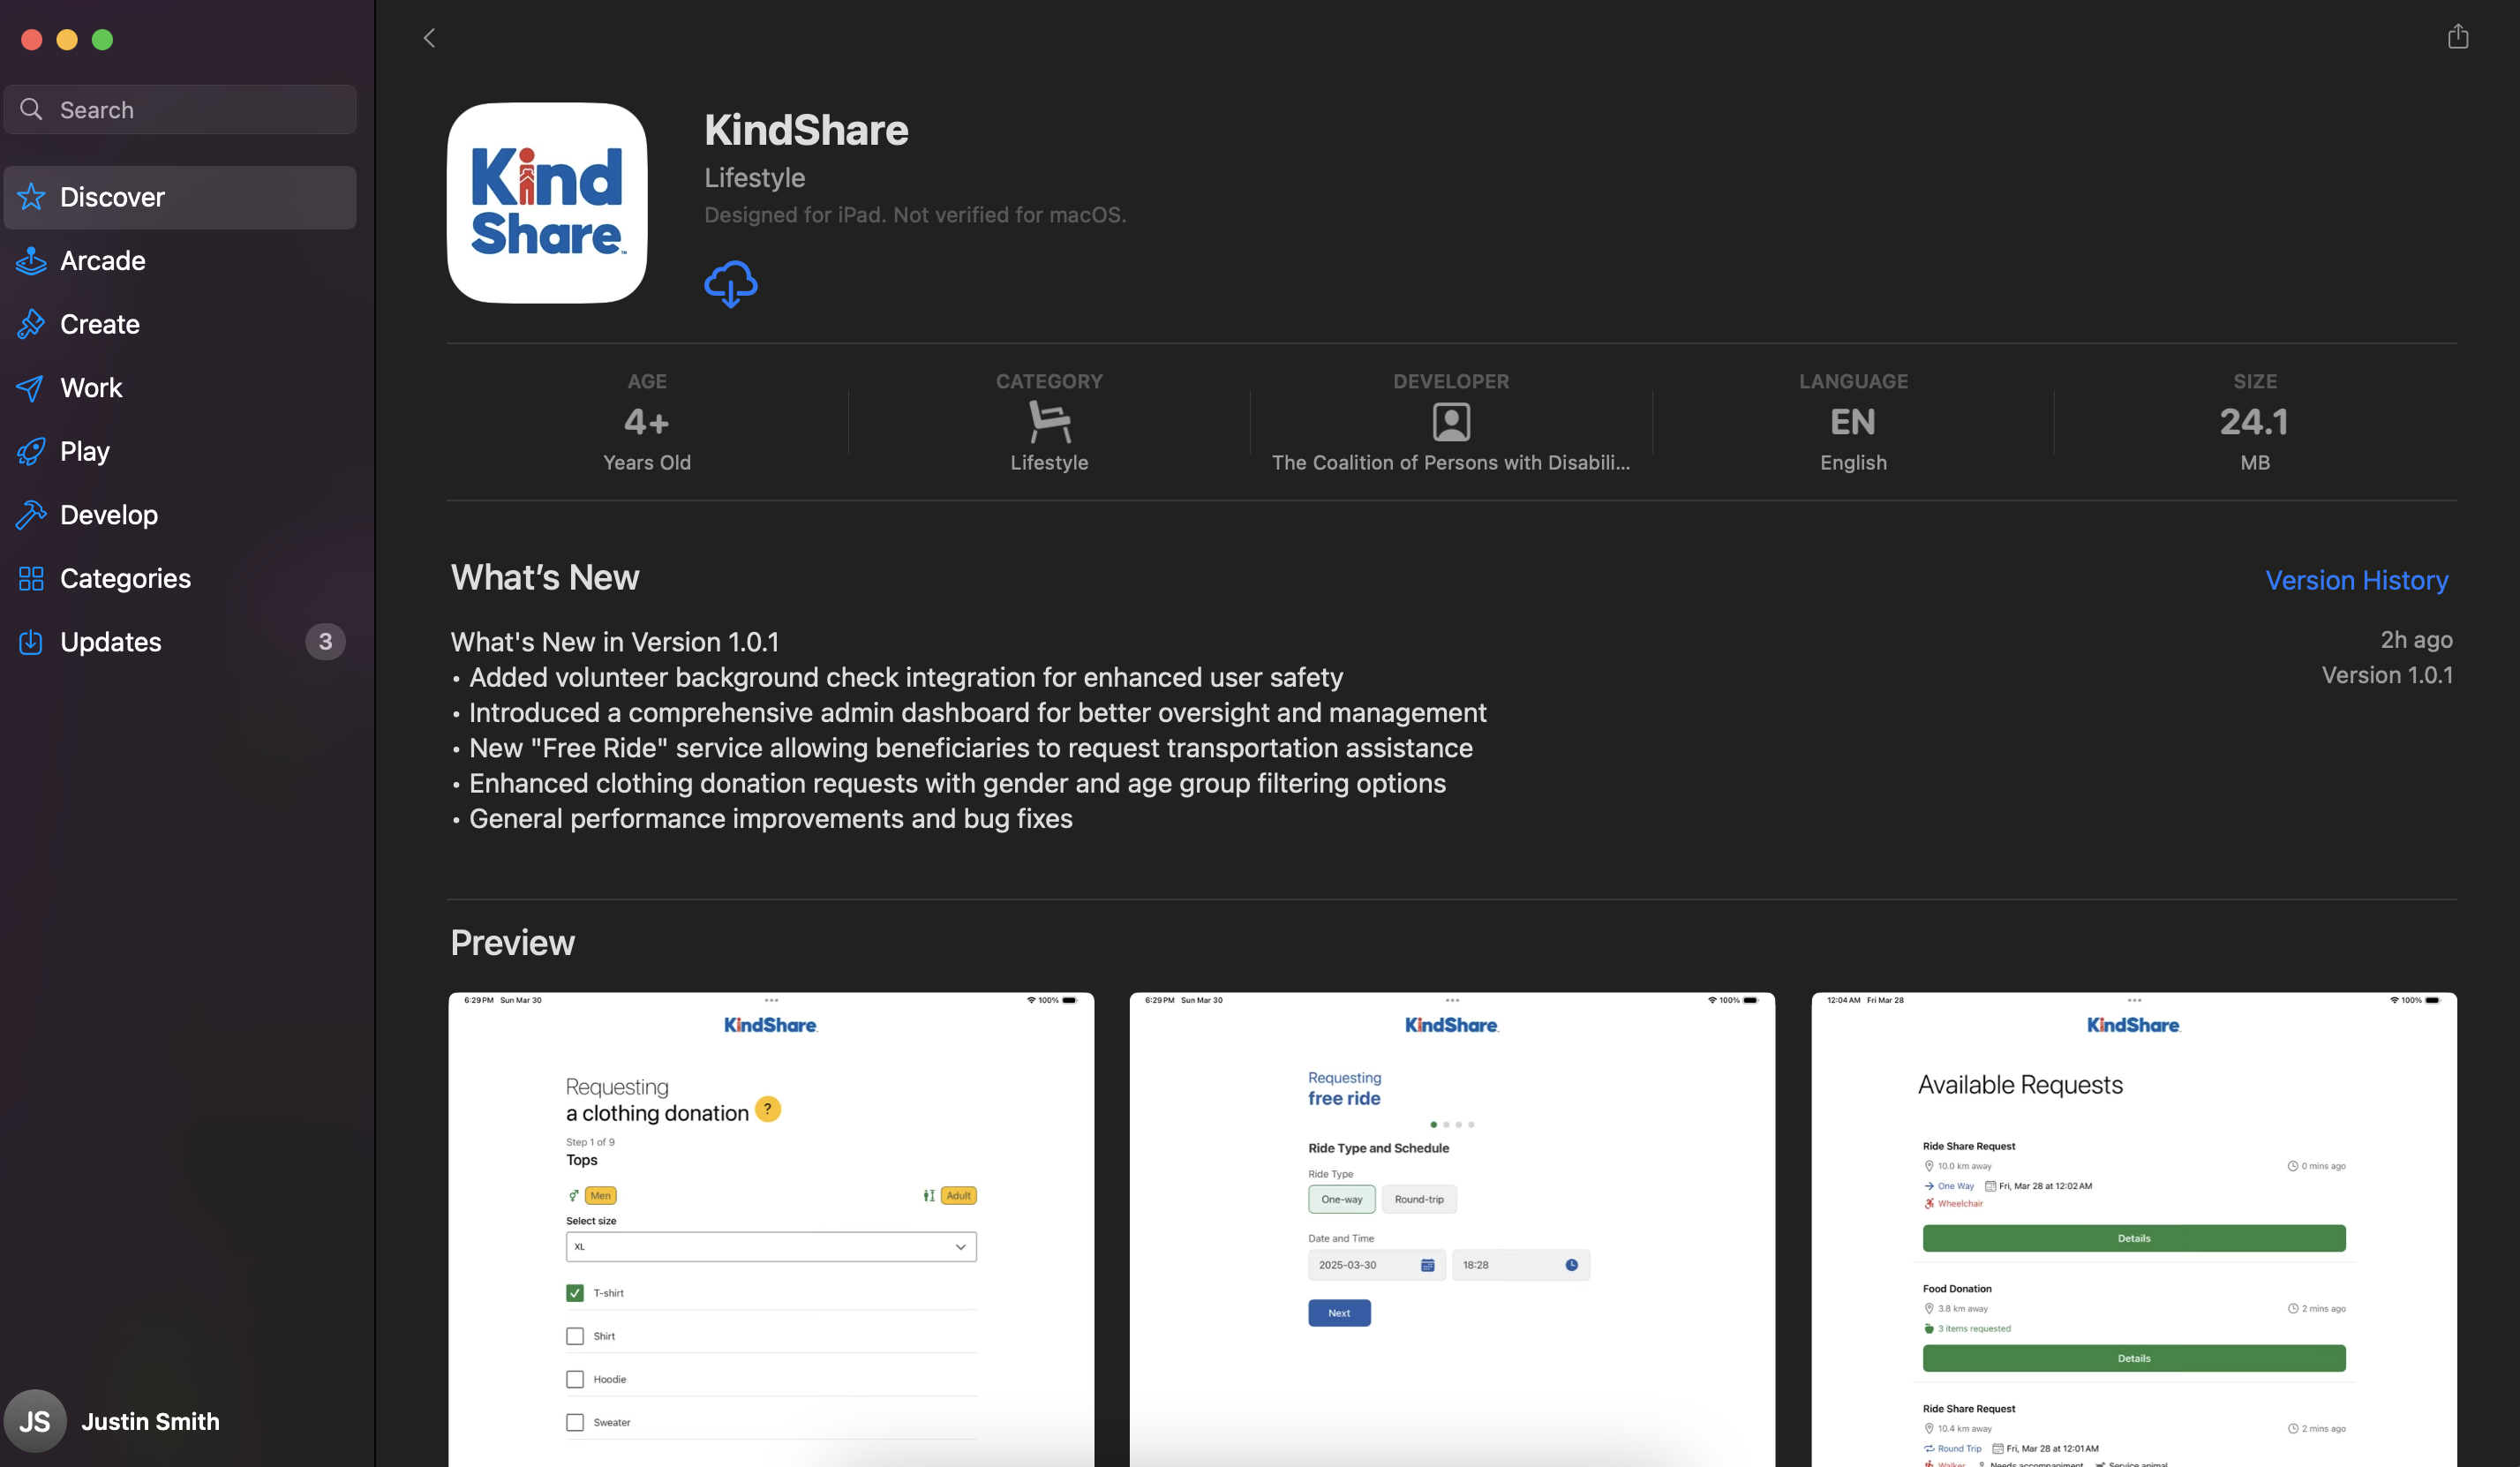 Search
Discover
Arcade
Create
Work
Play
Develop
Categories
Updates 3
JS Justin Smith
Kind
Share™
KindShare
Lifestyle
Designed for iPad. Not verified for macOS.
AGE
4+
Years Old
CATEGORY
Lifestyle
DEVELOPER
The Coalition of Persons with Disabili...
LANGUAGE
EN
English
SIZE
24.1
MB
What’s New
Version History
What's New in Version 1.0.1
• Added volunteer background check integration for enhanced user safety
• Introduced a comprehensive admin dashboard for better oversight and management
• New "Free Ride" service allowing beneficiaries to request transportation assistance
• Enhanced clothing donation requests with gender and age group filtering options
• General performance improvements and bug fixes
2h ago
Version 1.0.1
Preview
6:29 PM Sun Mar 30
100%
KindShare
Requesting
a clothing donation ?
Step 1 of 9
Tops
Men
Adult
Select size
XL
T-shirt
Shirt
Hoodie
Sweater
6:29 PM Sun Mar 30
100%
KindShare
Requesting
free ride
Ride Type and Schedule
Ride Type
One-way Round-trip
Date and Time
2025-03-30 18:28
Next
12:04 AM Fri Mar 28
100%
KindShare
Available Requests
Ride Share Request
10.0 km away 0 mins ago
One Way Fri, Mar 28 at 12:02 AM
Wheelchair
Details
Food Donation
3.8 km away 2 mins ago
3 items requested
Details
Ride Share Request
10.4 km away 2 mins ago
Round Trip Fri, Mar 28 at 12:01 AM
Walker Needs accompaniment Service animal